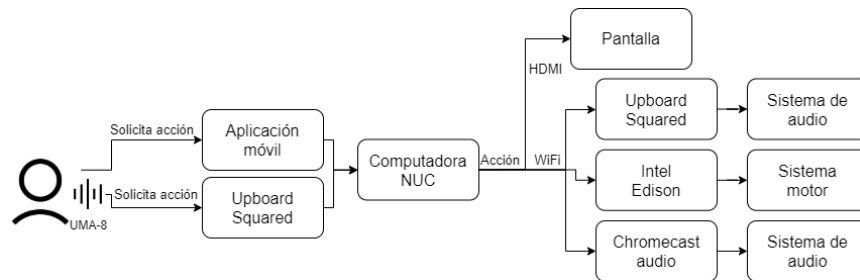 Pantalla
HDMI
Solicita acción
Aplicación
móvil
Upboard
Squared
Sistema de
audio
Computadora
NUC
Acción
WiFi
Intel
Edison
Sistema
motor
Solicita acción
Upboard
Squared
UMA-8
Chromecast
audio
Sistema de
audio